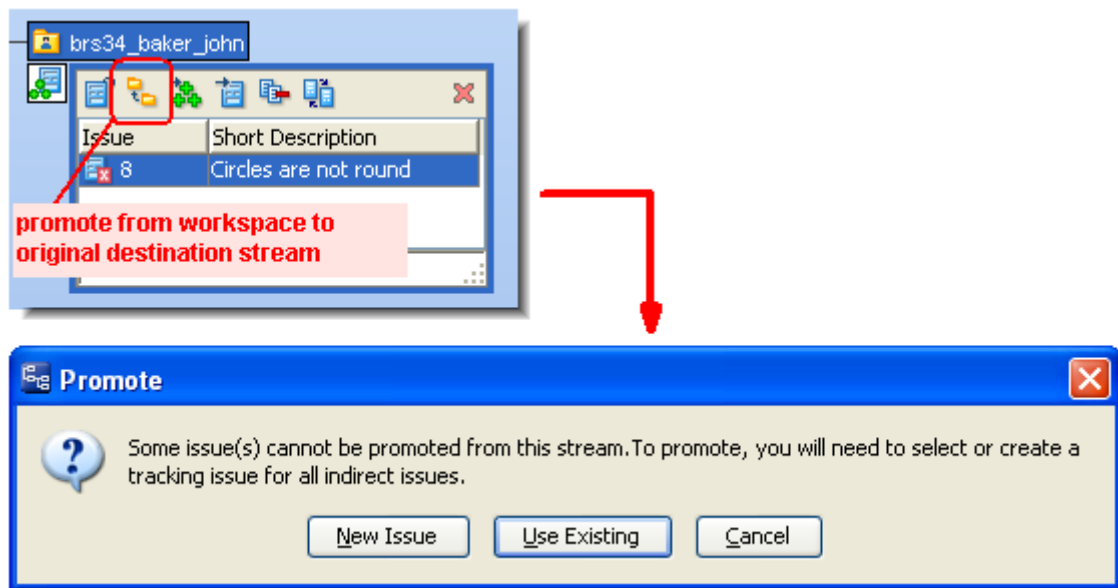 brs34_baker_john
Issue Short Description
8 Circles are not round
promote from workspace to
original destination stream
Promote
Some issue(s) cannot be promoted from this stream.To promote, you will need to select or create a
tracking issue for all indirect issues.
New Issue Use Existing Cancel